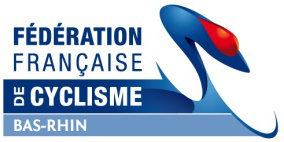 FÉDÉRATION
FRANÇAISE
DE CYCLISME
BAS-RHIN